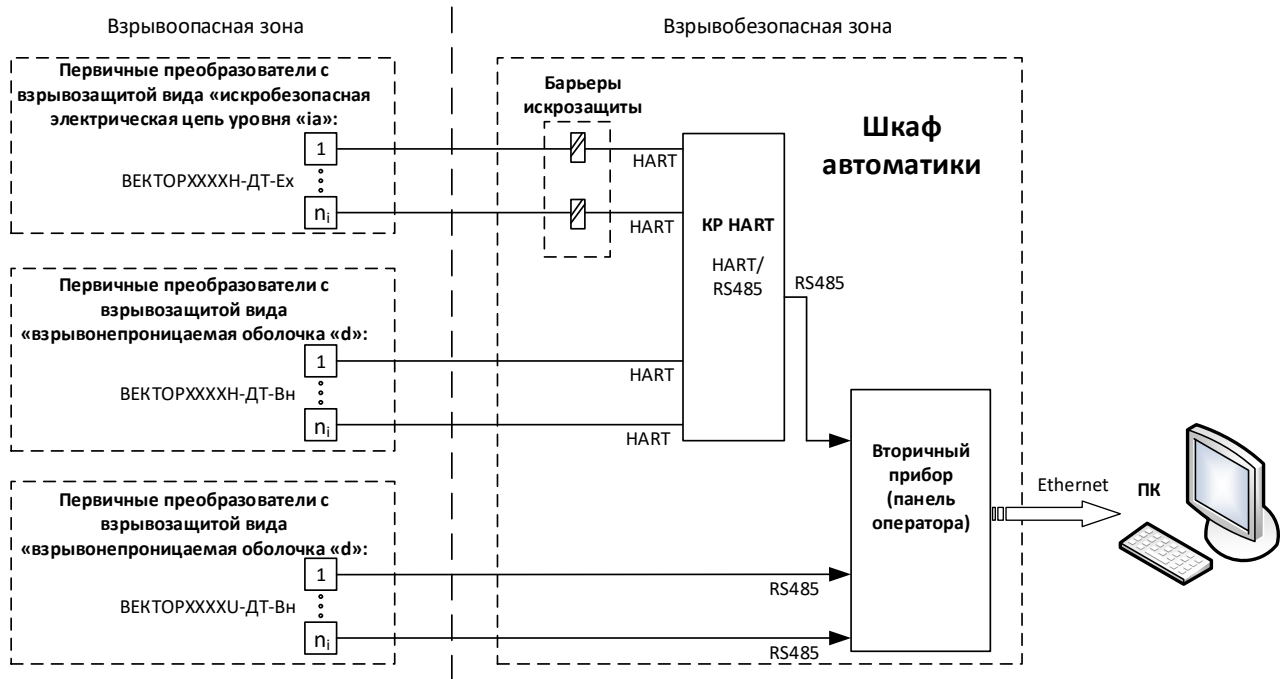 Взрывоопасная зона
Взрывобезопасная зона
Первичные преобразователи с
взрывозащитой вида «искробезопасная
электрическая цепь уровня «ia»:
1
ВЕКТОРХХХХН-ДТ-Ex
ni
Барьеры
искрозащиты
HART
HART
Шкаф
автоматики
КР HART
HART/
RS485
RS485
Первичные преобразователи с
взрывозащитой вида
«взрывонепроницаемая оболочка «d»:
1
ВЕКТОРХХХХН-ДТ-Вн
ni
HART
HART
Вторичный
прибор
(панель
оператора)
Ethernet
ПК
Первичные преобразователи с
взрывозащитой вида
«взрывонепроницаемая оболочка «d»:
1
ВЕКТОРХХХХU-ДТ-Вн
ni
RS485
RS485